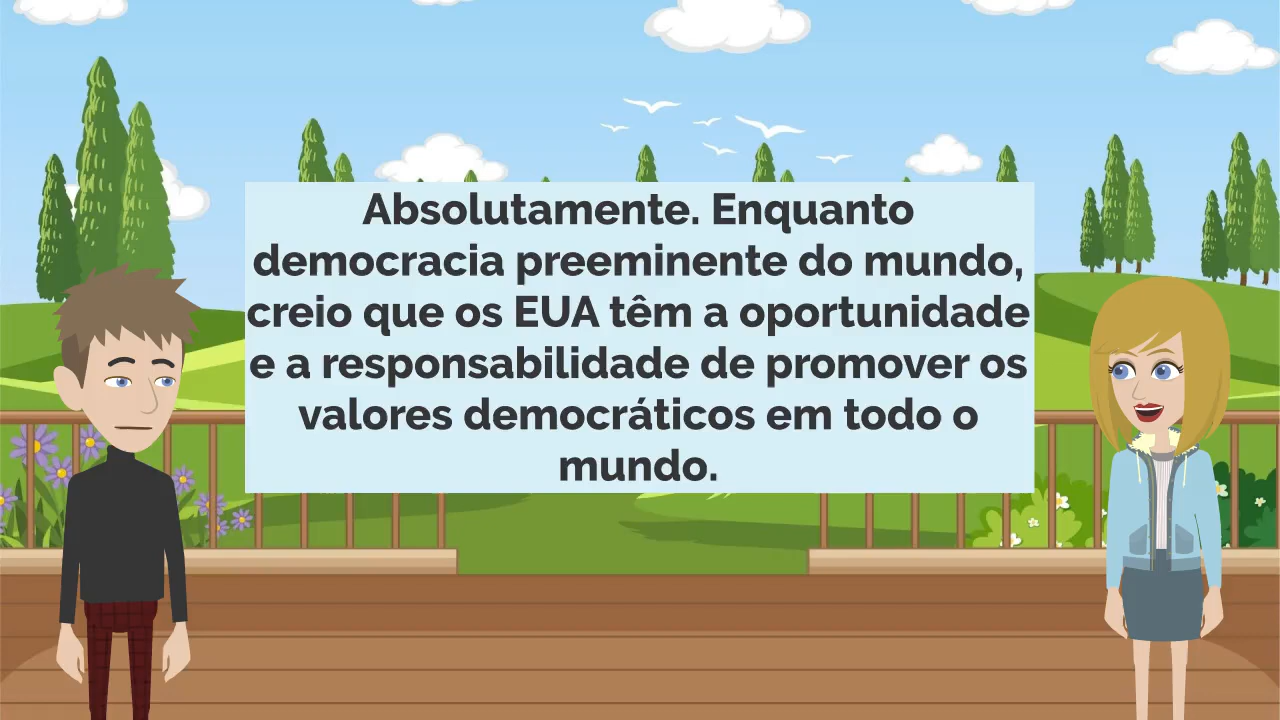 Absolutamente. Enquanto
democracia preeminente do mundo,
creio que os EUA têm a oportunidade
e a responsabilidade de promover os
valores democráticos em todo o
mundo.